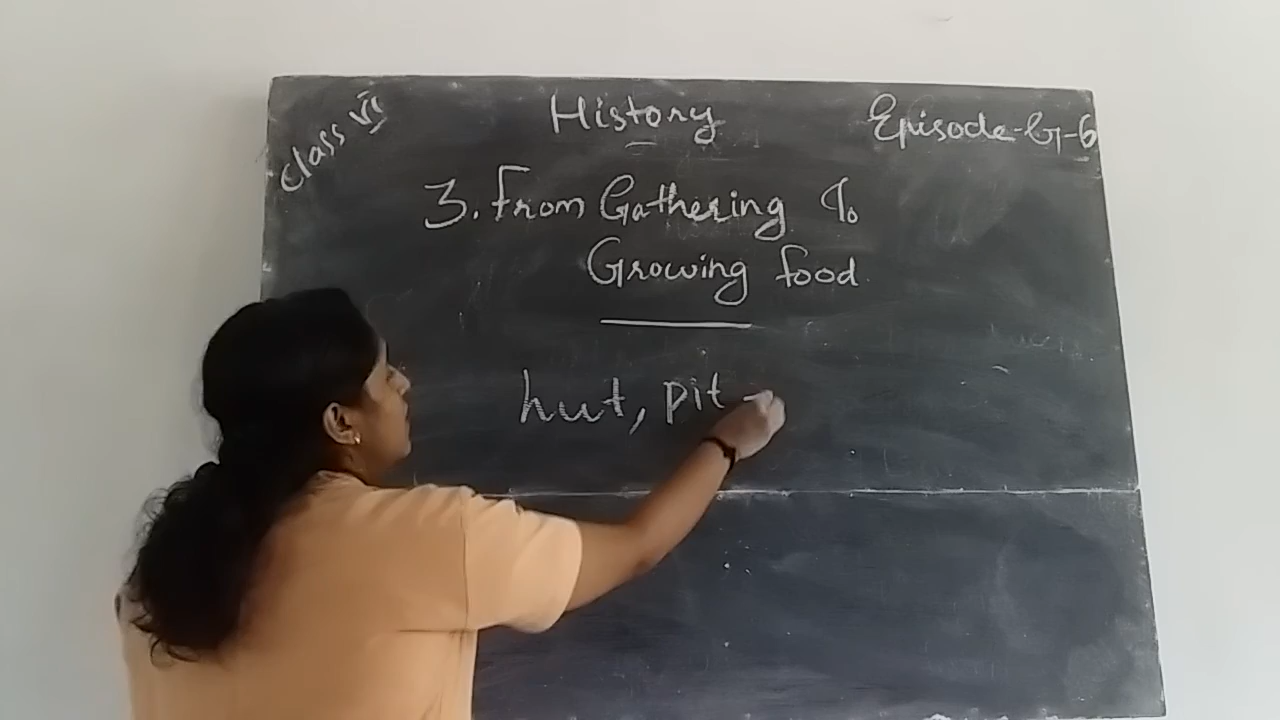 Class VI
History
Episode-G-6
3. From Gathering To
Growing food
hut, pit -